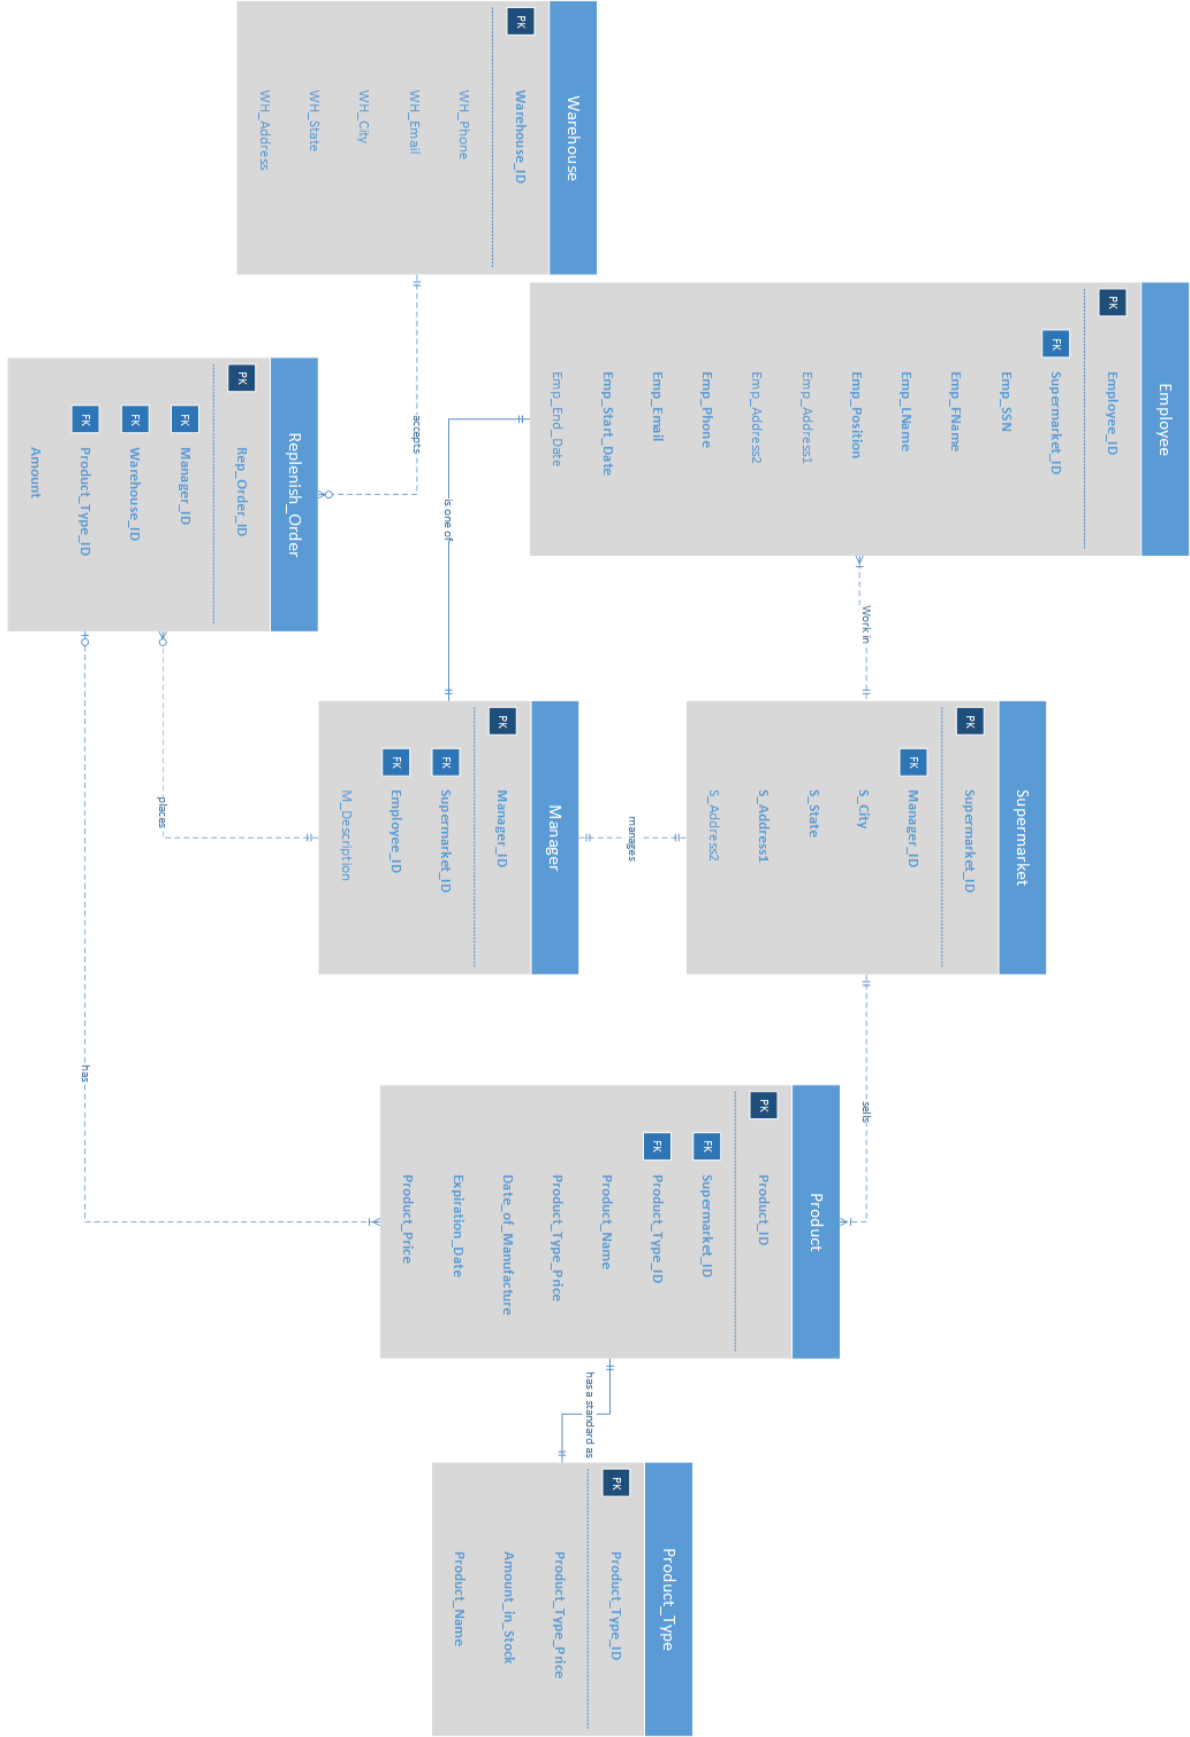 Warehouse
PK Warehouse_ID
WH_Phone
WH_Email
WH_City
WH_State
WH_Address
Employee
PK Employee_ID
FK Supermarket_ID
Emp_SSN
Emp_FName
Emp_LName
Emp_Position
Emp_Address1
Emp_Address2
Emp_Phone
Emp_Email
Emp_Start_Date
Emp_End_Date
accepts
is one of
Work in
Replenish_Order
PK Rep_Order_ID
FK Manager_ID
FK Warehouse_ID
FK Product_Type_ID
Amount
Supermarket
PK Supermarket_ID
FK Manager_ID
S_City
S_State
S_Address1
S_Address2
manages
Manager
PK Manager_ID
FK Supermarket_ID
FK Employee_ID
M_Description
places
has
sells
Product
PK Product_ID
FK Supermarket_ID
FK Product_Type_ID
Product_Name
Product_Type_Price
Date_of_Manufacture
Expiration_Date
Product_Price
has a standard as
Product_Type
PK Product_Type_ID
Product_Type_Price
Amount_in_Stock
Product_Name